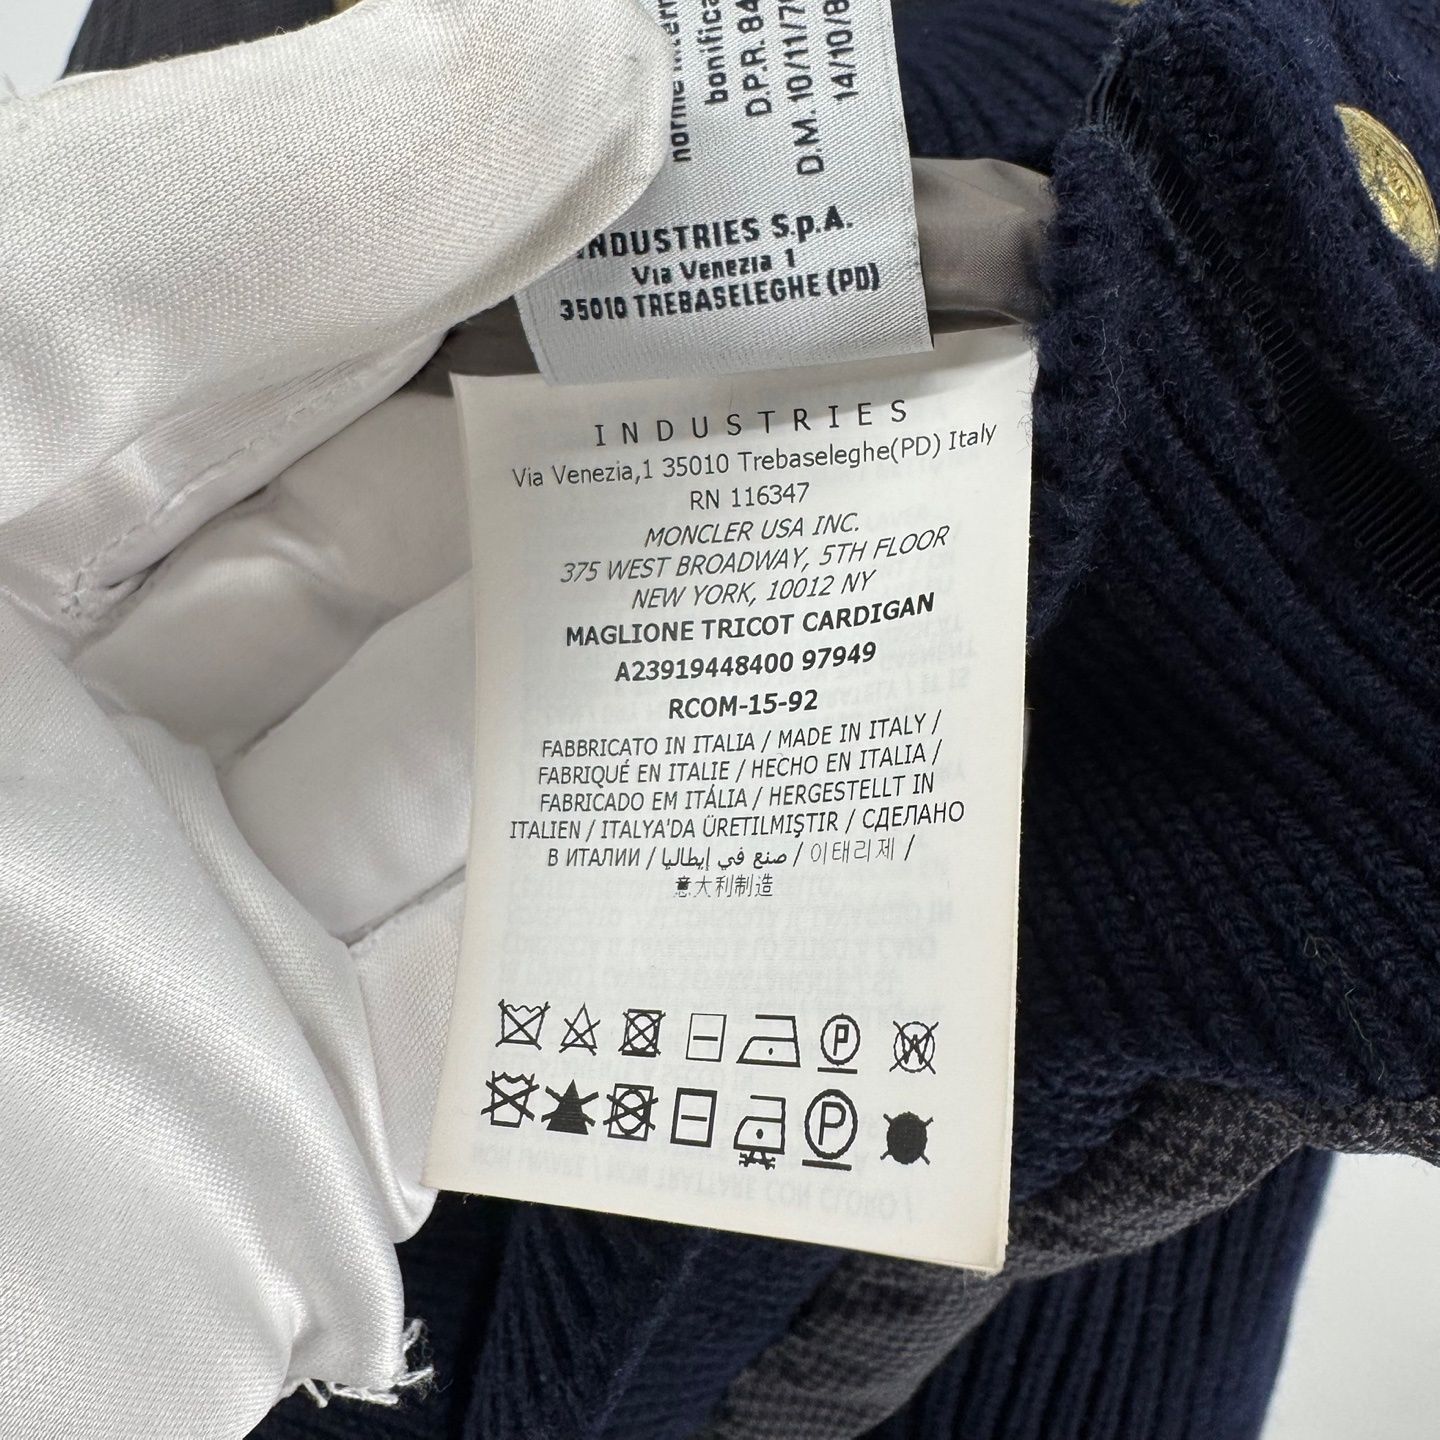 bonifica
D.P.R. 84
D.M. 10/11/7
14/10/8
INDUSTRIES S.p.A.
Via Venezia 1
35010 TREBASELEGHE (PD)
INDUSTRIES
Via Venezia,1 35010 Trebaseleghe(PD) Italy
RN 116347
MONCLER USA INC.
375 WEST BROADWAY, 5TH FLOOR
NEW YORK, 10012 NY
MAGLIONE TRICOT CARDIGAN
A23919448400 97949
RCOM-15-92
FABBRICATO IN ITALIA / MADE IN ITALY /
FABRIQUÉ EN ITALIE / HECHO EN ITALIA /
FABRICADO EM ITÁLIA / HERGESTELLT IN
ITALIEN / ITALYA'DA ÜRETILMIŞTIR / СДЕЛАНО
В ИТАЛИИ / صنع في إيطاليا / 이태리제 /
意大利制造
P W
P